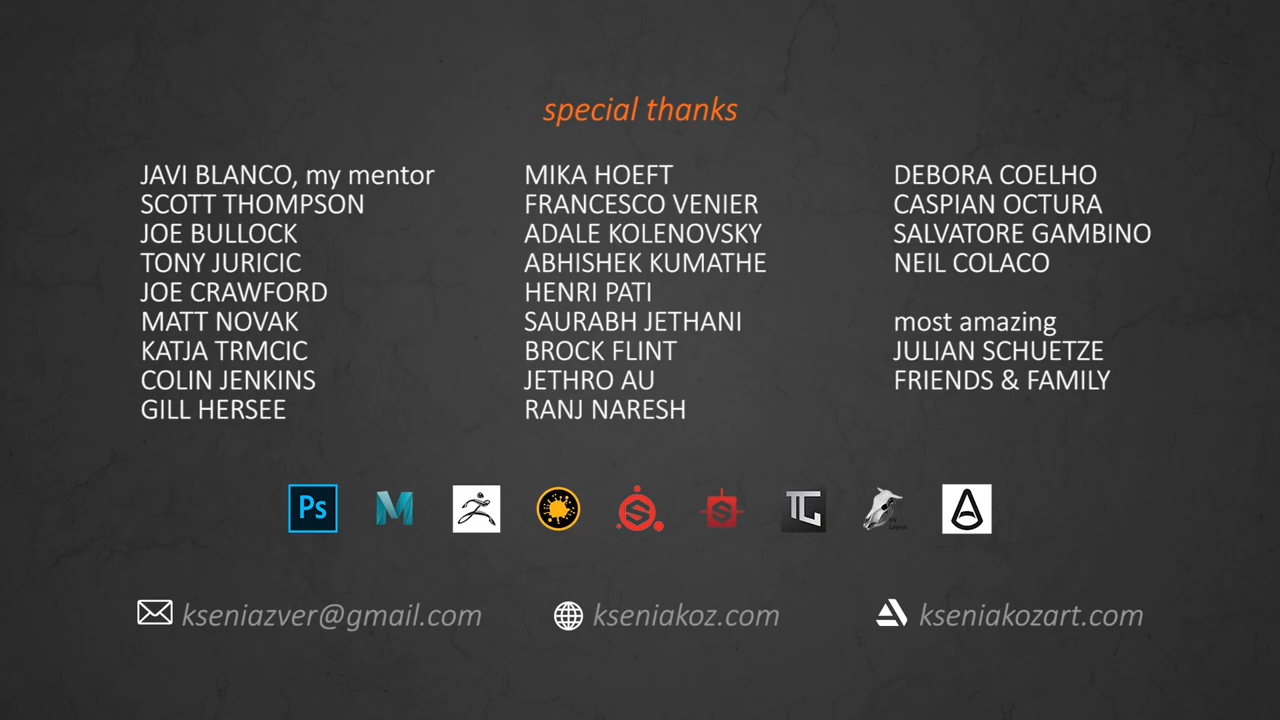 special thanks
JAVI BLANCO, my mentor
SCOTT THOMPSON
JOE BULLOCK
TONY JURICIC
JOE CRAWFORD
MATT NOVAK
KATJA TRMCIC
COLIN JENKINS
GILL HERSEE
MIKA HOEFT
FRANCESCO VENIER
ADALE KOLENOVSKY
ABHISHEK KUMATHE
HENRI PATI
SAURABH JETHANI
BROCK FLINT
JETHRO AU
RANJ NARESH
DEBORA COELHO
CASPIAN OCTURA
SALVATORE GAMBINO
NEIL COLACO
most amazing
JULIAN SCHUETZE
FRIENDS & FAMILY
Ps
kseniazver@gmail.com
kseniakoz.com
kseniakozart.com